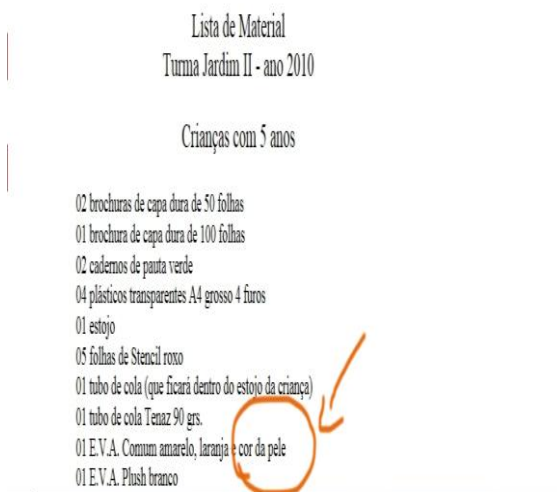 Lista de Material
Turma Jardim II - ano 2010
Crianças com 5 anos
02 brochuras de capa dura de 50 folhas
01 brochura de capa dura de 100 folhas
02 cadernos de pauta verde
04 plásticos transparentes A4 grosso 4 furos
01 estojo
05 folhas de Stencil roxo
01 tubo de cola (que ficará dentro do estojo da criança)
01 tubo de cola Tenaz 90 grs.
01 E.V.A. Comum amarelo, laranja e cor da pele
01 E.V.A. Plush branco